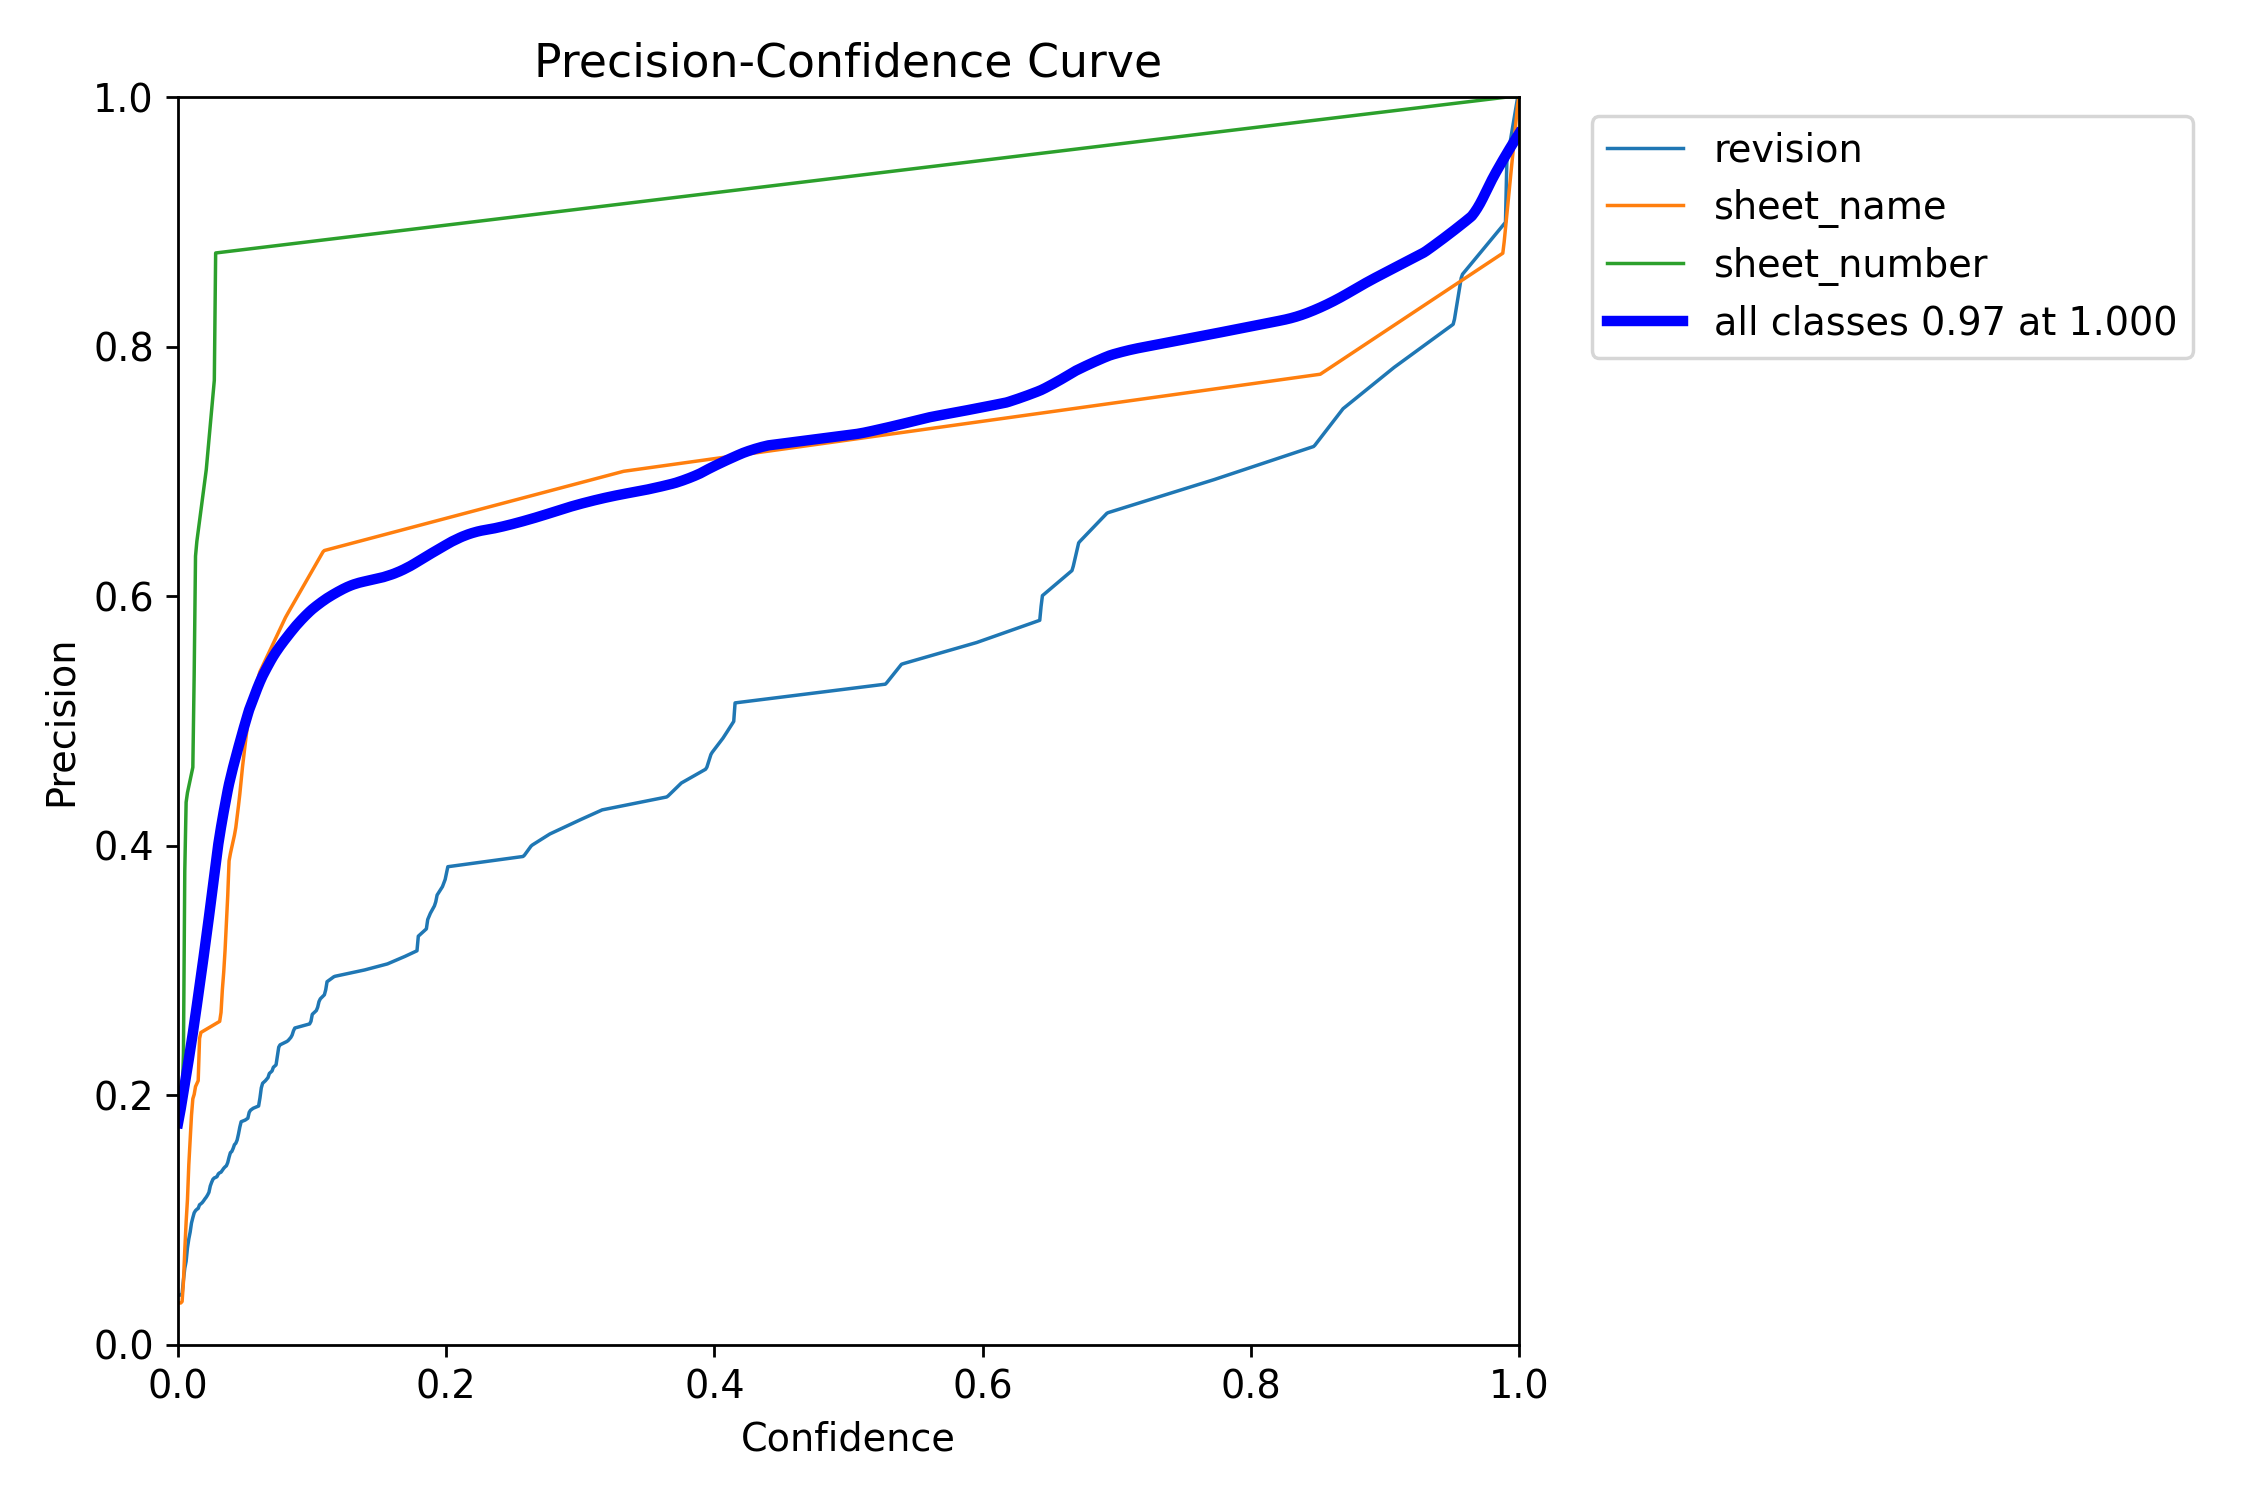 Precision-Confidence Curve
1.0
0.8
0.6
0.4
0.2
0.0
Precision
0.0 0.2 0.4 0.6 0.8 1.0
Confidence
revision
sheet_name
sheet_number
all classes 0.97 at 1.000